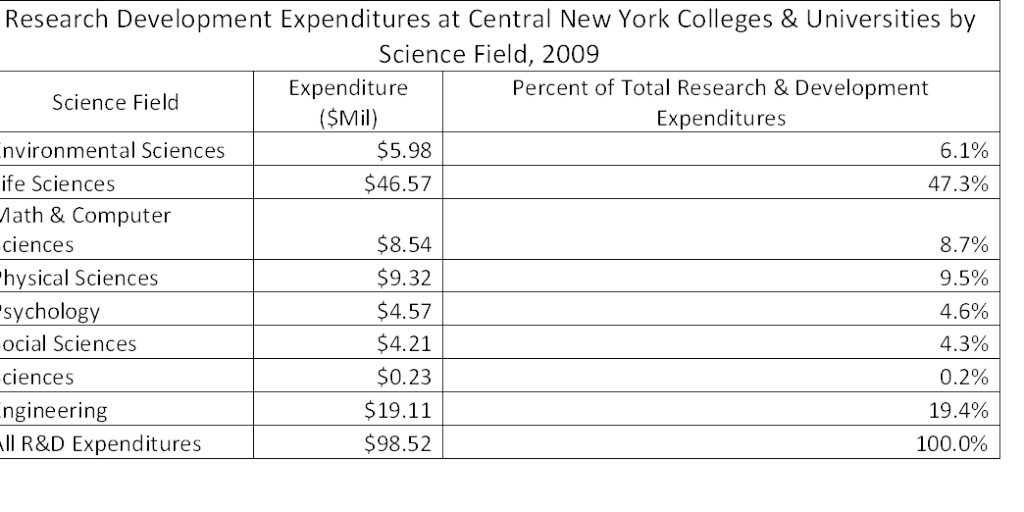 Research Development Expenditures at Central New York Colleges & Universities by
Science Field, 2009
Science Field
Expenditure
($Mil)
Percent of Total Research & Development
Expenditures
nvironmental Sciences $5.98 6.1%
ife Sciences $46.57 47.3%
Math & Computer
ciences $8.54 8.7%
hysical Sciences $9.32 9.5%
sychology $4.57 4.6%
ocial Sciences $4.21 4.3%
ciences $0.23 0.2%
ngineering $19.11 19.4%
ll R&D Expenditures $98.52 100.0%